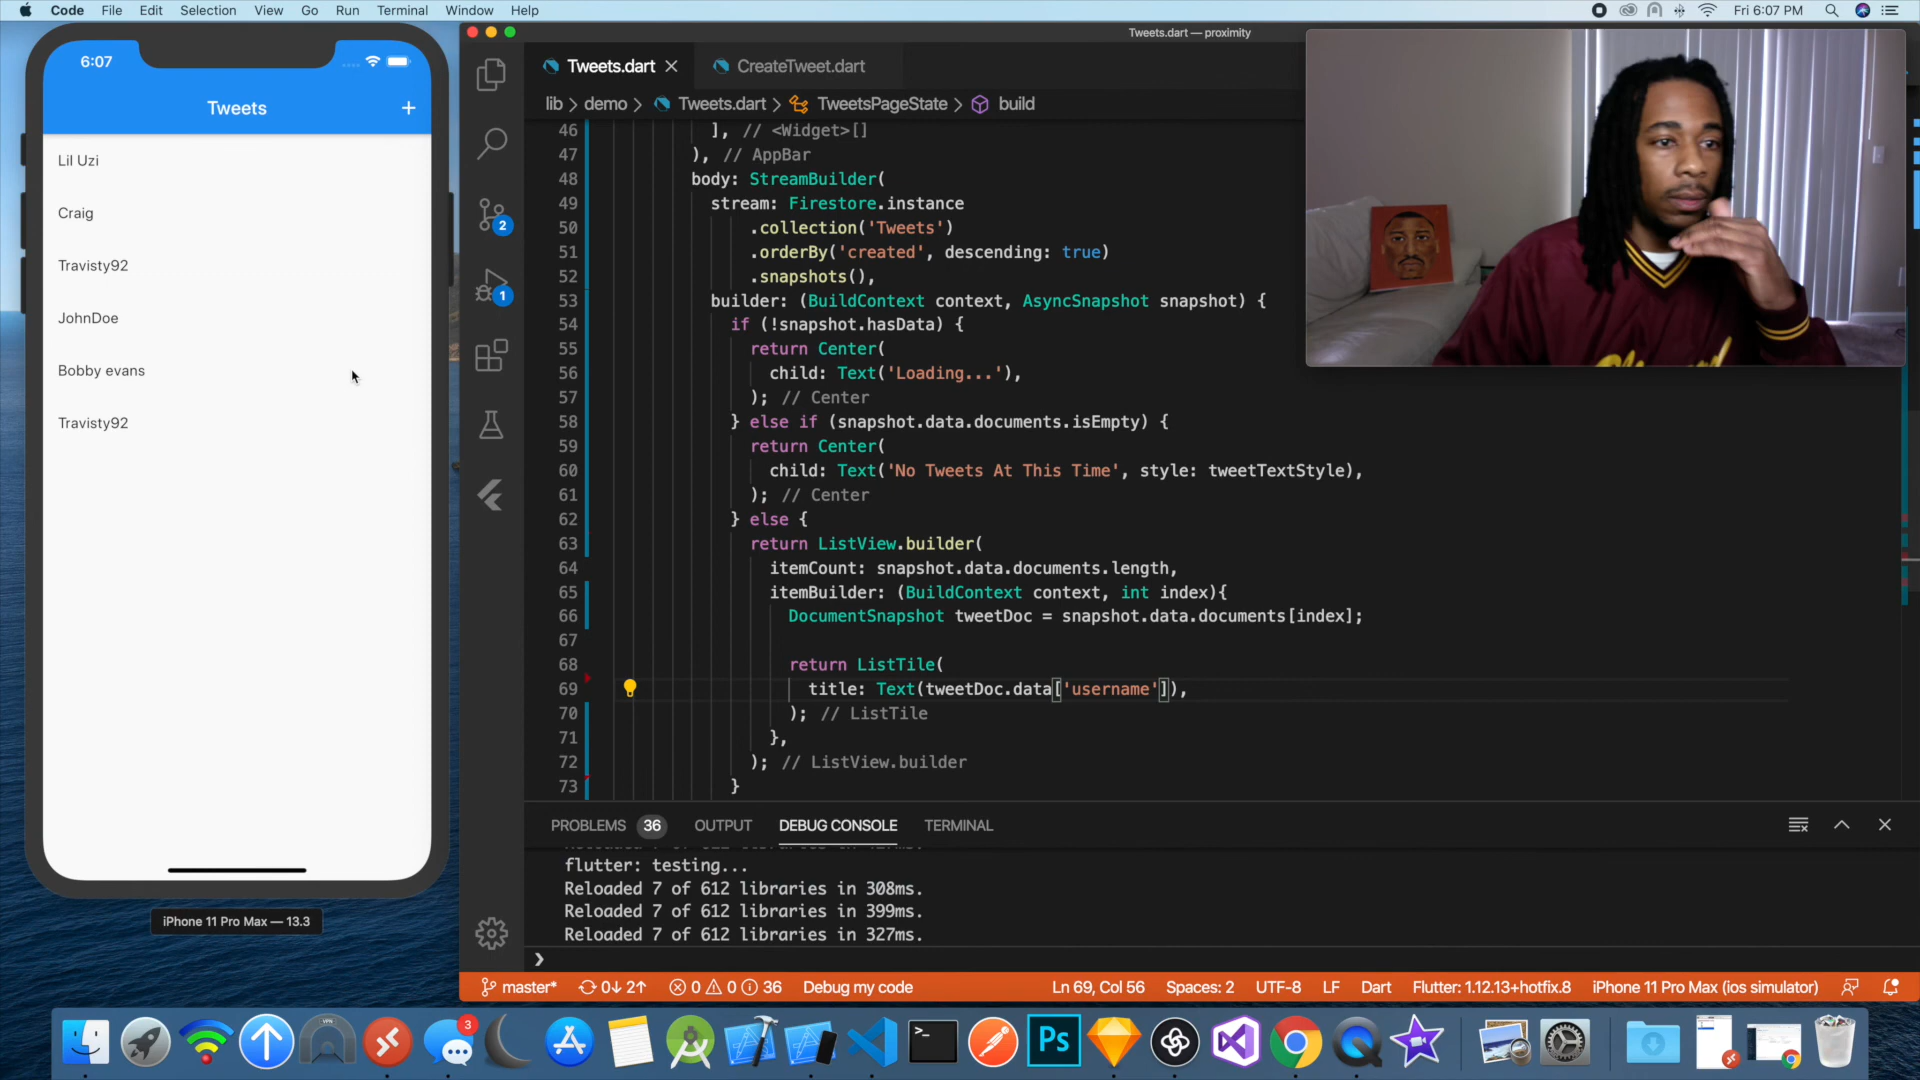 Code File Edit Selection View Go Run Terminal Window Help
Fri 6:07 PM
6:07
Tweets +
Lil Uzi
Craig
Travisty92
JohnDoe
Bobby evans
Travisty92
iPhone 11 Pro Max — 13.3
Tweets.dart — proximity
Tweets.dart
CreateTweet.dart
lib > demo > Tweets.dart > TweetsPageState > build
2
1
46 ], // <Widget>[]
47 ), // AppBar
48 body: StreamBuilder(
49 stream: Firestore.instance
50 .collection('Tweets')
51 .orderBy('created', descending: true)
52 .snapshots(),
53 builder: (BuildContext context, AsyncSnapshot snapshot) {
54 if (!snapshot.hasData) {
55 return Center(
56 child: Text('Loading...'),
57 ); // Center
58 } else if (snapshot.data.documents.isEmpty) {
59 return Center(
60 child: Text('No Tweets At This Time', style: tweetTextStyle),
61 ); // Center
62 } else {
63 return ListView.builder(
64 itemCount: snapshot.data.documents.length,
65 itemBuilder: (BuildContext context, int index){
66 DocumentSnapshot tweetDoc = snapshot.data.documents[index];
67
68 return ListTile(
69 title: Text(tweetDoc.data['username']),
70 ); // ListTile
71 },
72 ); // ListView.builder
73 }
PROBLEMS 36 OUTPUT DEBUG CONSOLE TERMINAL
flutter: testing...
Reloaded 7 of 612 libraries in 308ms.
Reloaded 7 of 612 libraries in 399ms.
Reloaded 7 of 612 libraries in 327ms.
master* 0↓ 2↑ 0 0 36 Debug my code Ln 69, Col 56 Spaces: 2 UTF-8 LF Dart Flutter: 1.12.13+hotfix.8 iPhone 11 Pro Max (ios simulator)
VPN
3
>_
Ps